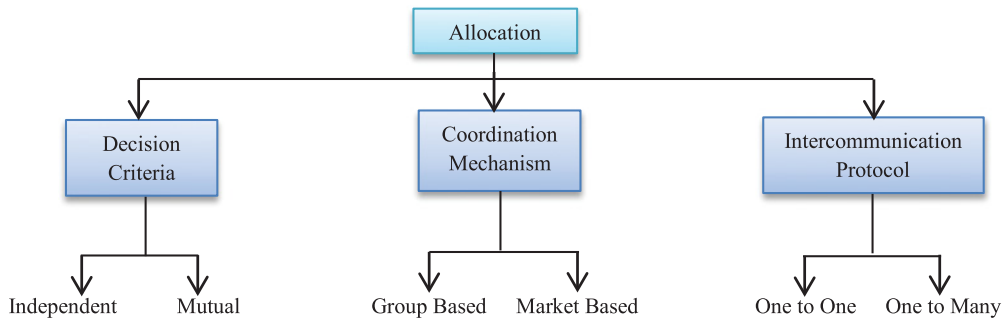 Allocation
Decision
Criteria
Coordination
Mechanism
Intercommunication
Protocol
Independent
Mutual
Group Based
Market Based
One to One
One to Many